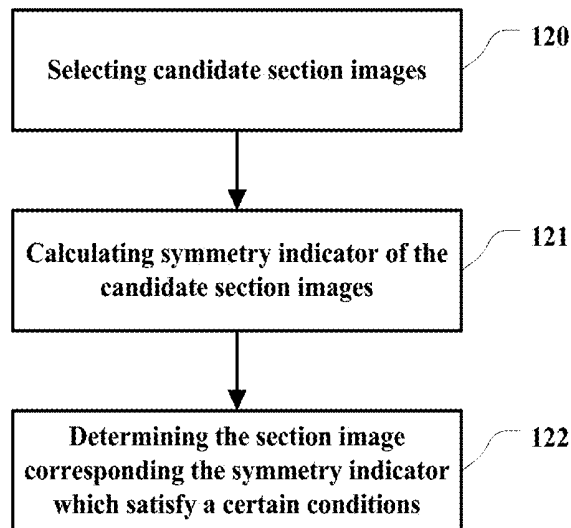 120
Selecting candidate section images
121
Calculating symmetry indicator of the
candidate section images
122
Determining the section image
corresponding the symmetry indicator
which satisfy a certain conditions